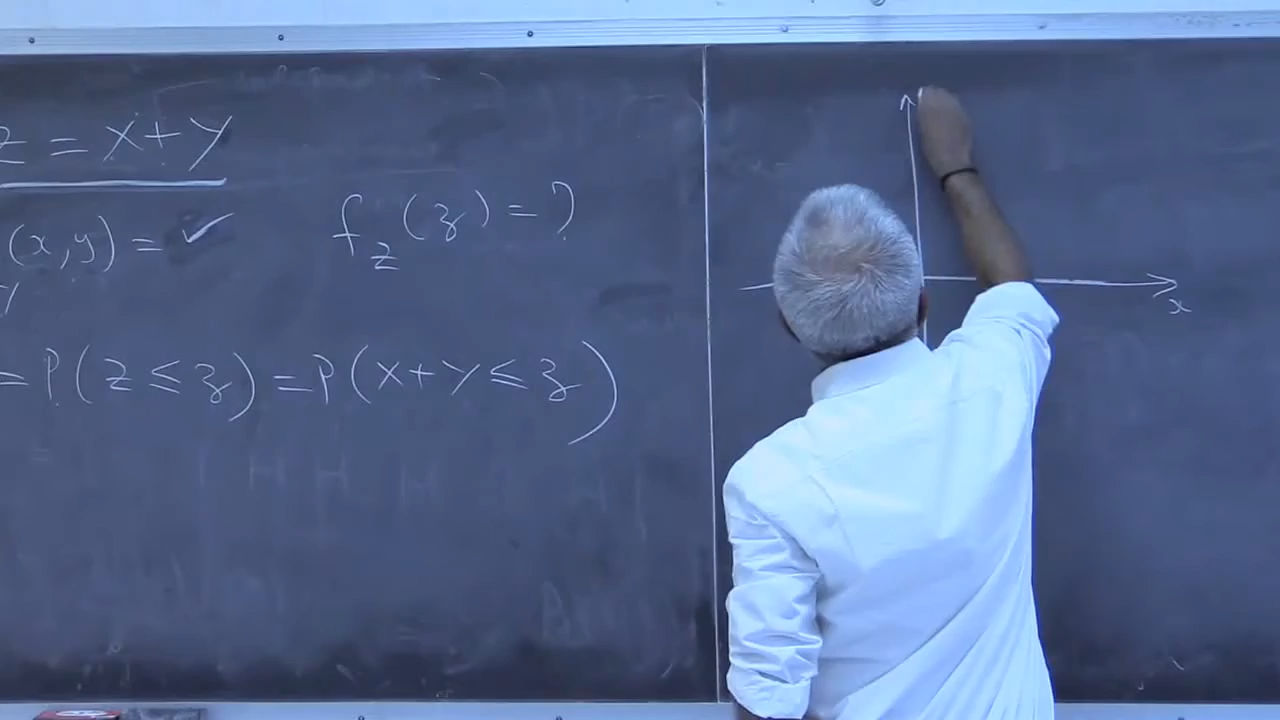 z = X + Y
(x, y) = ✓
Y
f_Z(z) = ?
= P(Z ≤ z) = P(X + Y ≤ z)
x